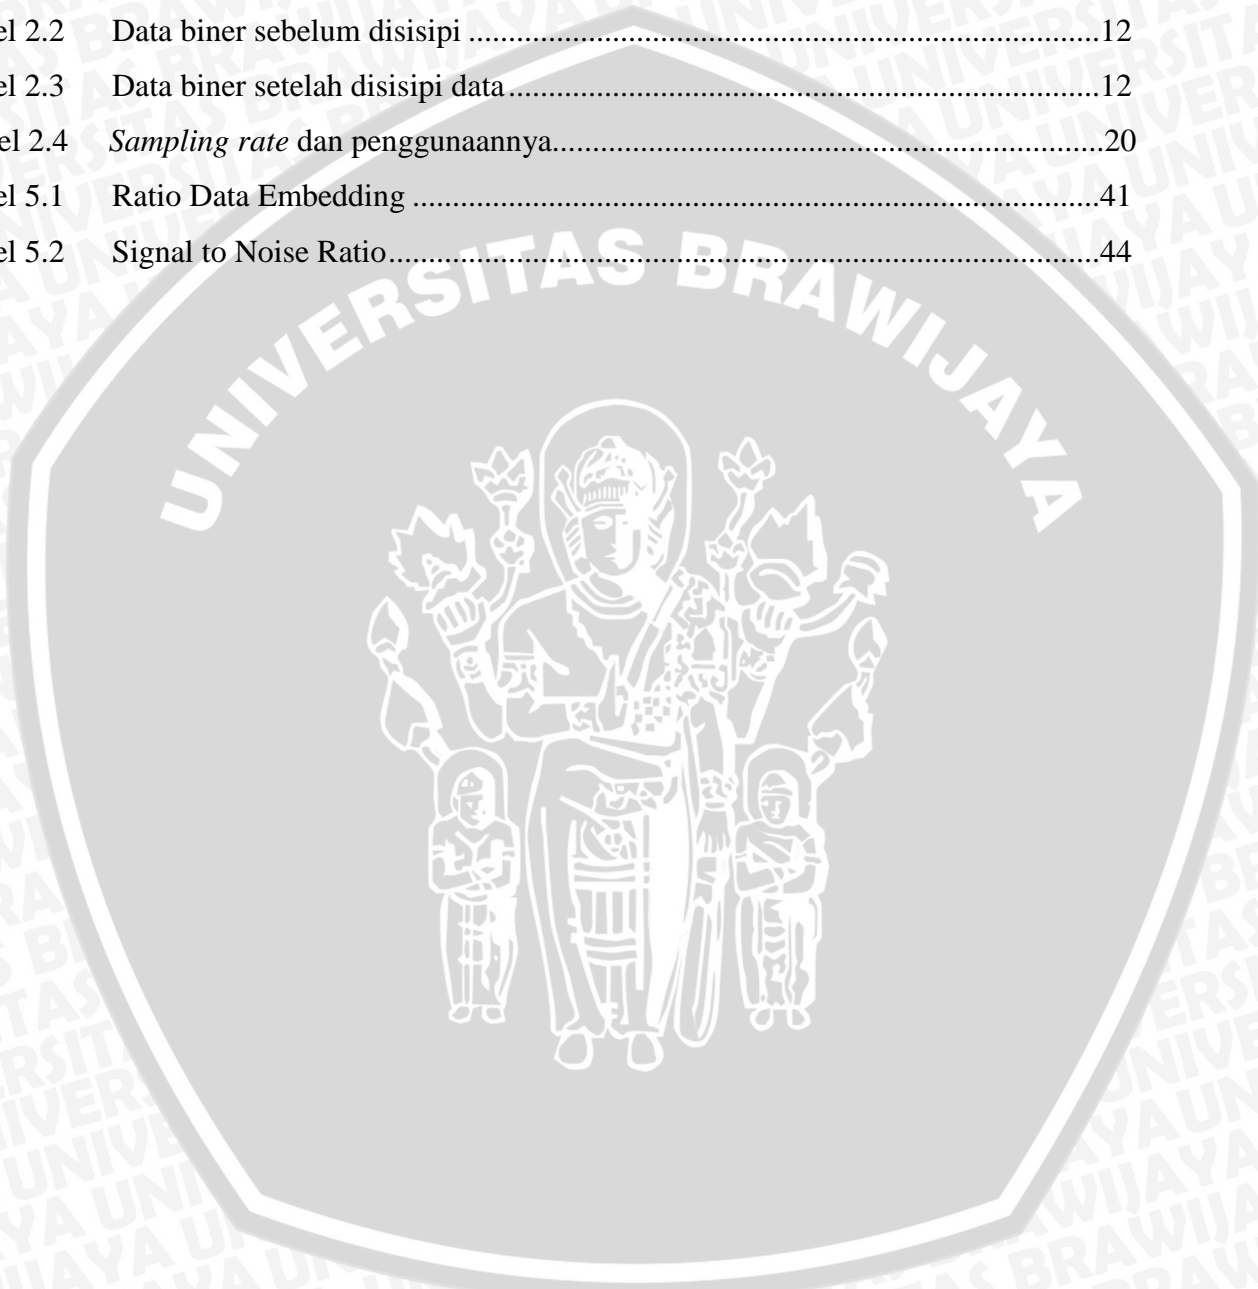 el 2.2 Data biner sebelum disisipi ........................................................................12
el 2.3 Data biner setelah disisipi data ........................................................................12
el 2.4 Sampling rate dan penggunaannya........................................................................20
el 5.1 Ratio Data Embedding ........................................................................41
el 5.2 Signal to Noise Ratio........................................................................44
UNIVERSITAS BRAWIJAYA